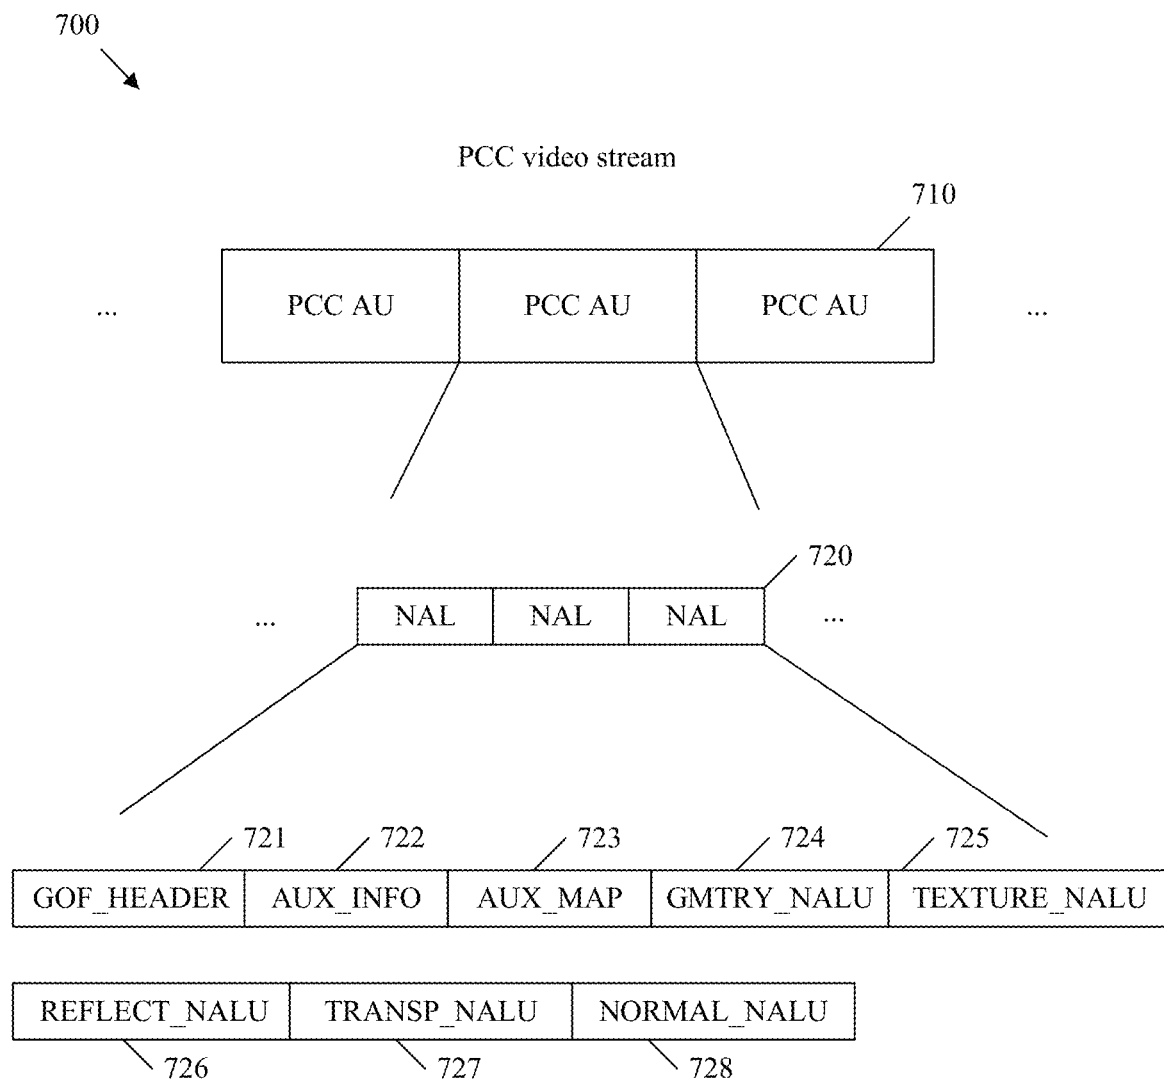 700
PCC video stream
710
... PCC AU PCC AU PCC AU ...
720
... NAL NAL NAL ...
721 722 723 724 725
GOF_HEADER AUX_INFO AUX_MAP GMTRY_NALU TEXTURE_NALU
REFLECT_NALU TRANSP_NALU NORMAL_NALU
726 727 728